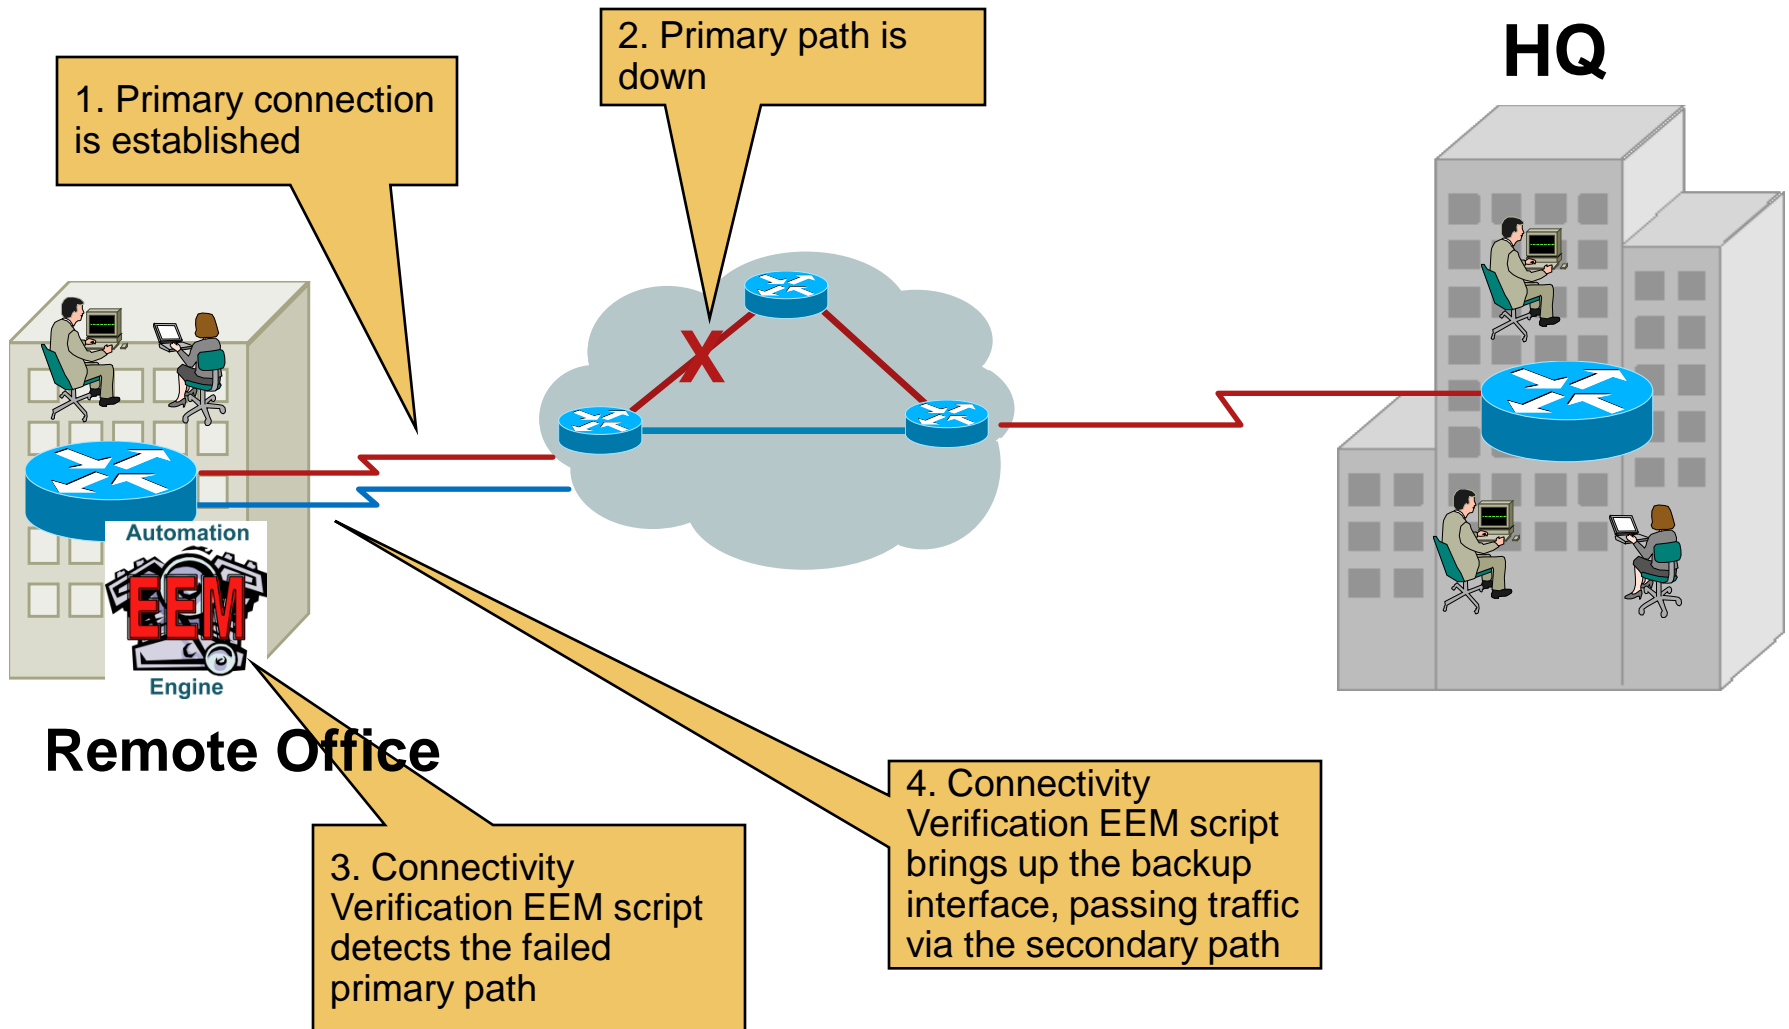 HQ
1. Primary connection
is established
2. Primary path is
down
X
Automation
EEM
Engine
Remote Office
3. Connectivity
Verification EEM script
detects the failed
primary path
4. Connectivity
Verification EEM script
brings up the backup
interface, passing traffic
via the secondary path